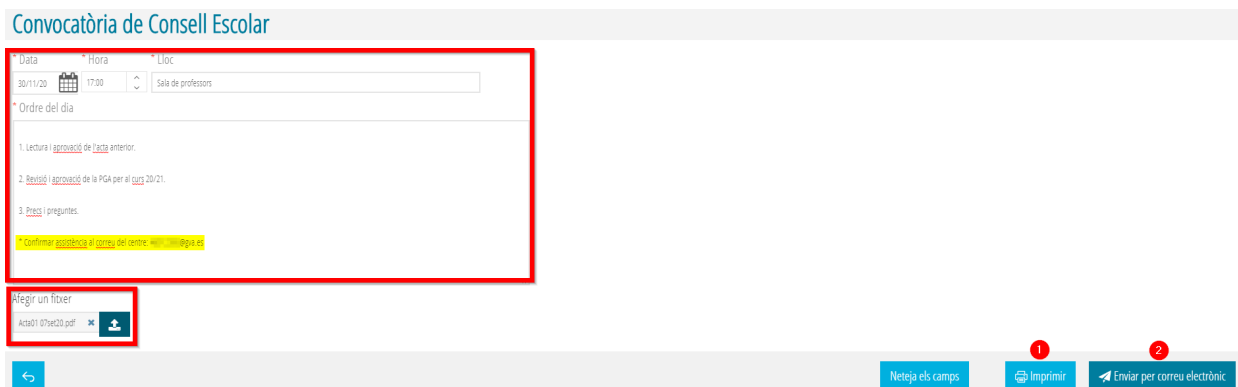 Convocatòria de Consell Escolar
* Data * Hora * Lloc
30/11/20 17:00 Sala de professors
* Ordre del dia
1. Lectura i aprovació de l'acta anterior.
2. Revisió i aprovació de la PGA per al curs 20/21.
3. Precs i preguntes.
* Confirmar assistència al correu del centre: @gva.es
Afegir un fitxer
Acta01 07set20.pdf
1 2
Neteja els camps Imprimir Enviar per correu electrònic